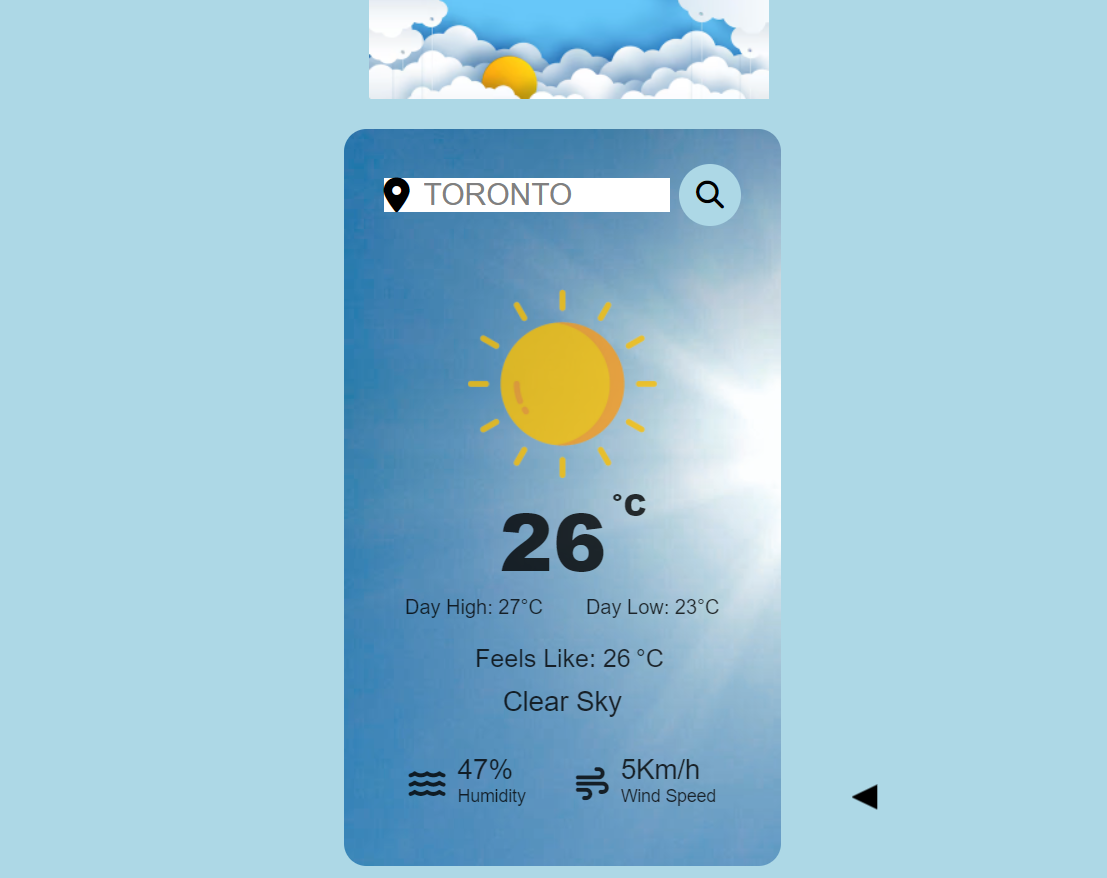 TORONTO
26 °C
Day High: 27°C Day Low: 23°C
Feels Like: 26 °C
Clear Sky
47% 5Km/h
Humidity Wind Speed